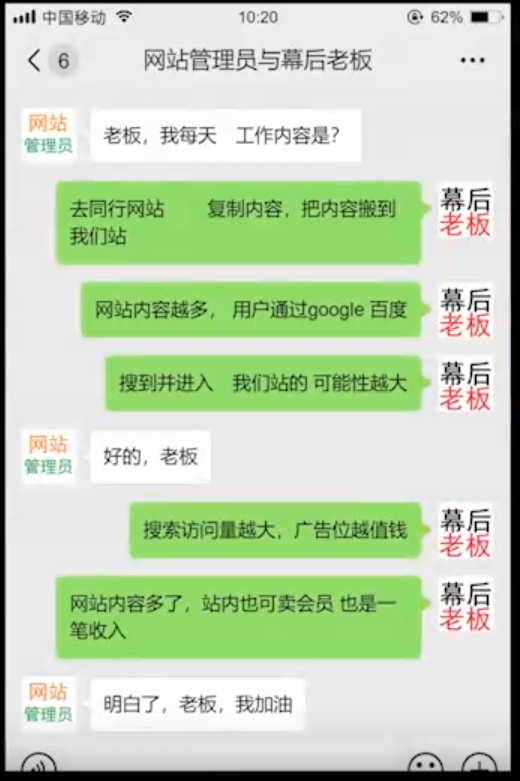 中国移动 10:20 62%
6 网站管理员与幕后老板
网站
管理员
老板，我每天 工作内容是？
去同行网站 复制内容，把内容搬到
我们站
幕后
老板
网站内容越多， 用户通过google 百度
幕后
老板
搜到并进入 我们站的 可能性越大
幕后
老板
网站
管理员
好的，老板
搜索访问量越大，广告位越值钱
幕后
老板
网站内容多了，站内也可卖会员 也是一
笔收入
幕后
老板
网站
管理员
明白了，老板，我加油